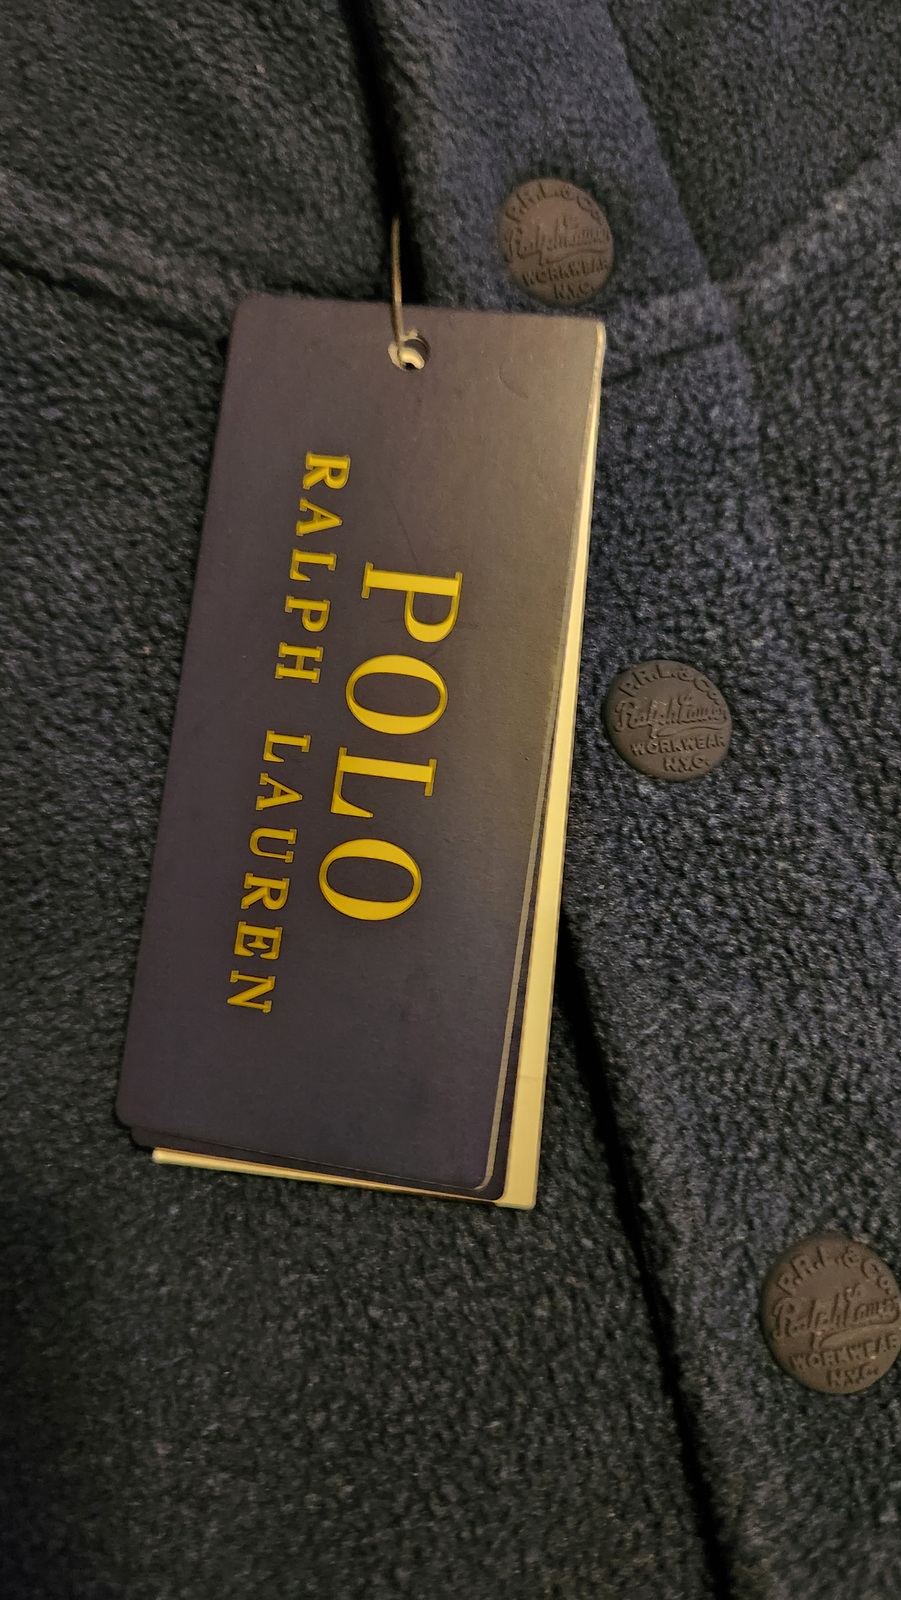 P.R.L. & Co.
Ralph Lauren
WORKWEAR
N.Y.C.
POLO
RALPH LAUREN
P.R.L. & Co.
Ralph Lauren
WORKWEAR
N.Y.C.
P.R.L. & Co.
Ralph Lauren
WORKWEAR
N.Y.C.